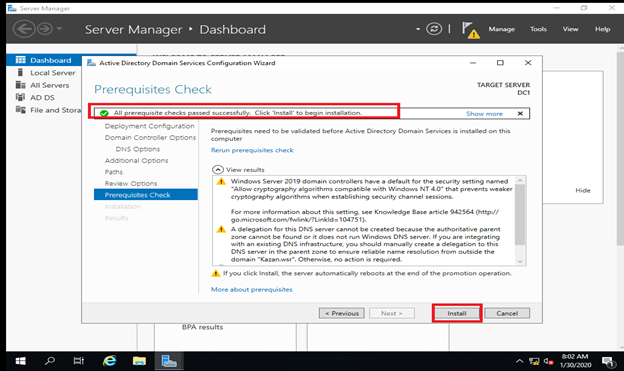 Server Manager
Server Manager • Dashboard
Manage Tools View Help
Dashboard
Local Server
All Servers
AD DS
File and Stora
Active Directory Domain Services Configuration Wizard
Prerequisites Check
TARGET SERVER
DC1
All prerequisite checks passed successfully. Click 'Install' to begin installation.
Show more
Deployment Configuration
Domain Controller Options
DNS Options
Additional Options
Paths
Review Options
Prerequisites Check
Installation
Results
Prerequisites need to be validated before Active Directory Domain Services is installed on this
computer
Rerun prerequisites check
View results
Windows Server 2019 domain controllers have a default for the security setting named
"Allow cryptography algorithms compatible with Windows NT 4.0" that prevents weaker
cryptography algorithms when establishing security channel sessions.
For more information about this setting, see Knowledge Base article 942564 (http://
go.microsoft.com/fwlink/?LinkId=104751).
A delegation for this DNS server cannot be created because the authoritative parent
zone cannot be found or it does not run Windows DNS server. If you are integrating
with an existing DNS infrastructure, you should manually create a delegation to this
DNS server in the parent zone to ensure reliable name resolution from outside the
domain "Kazan.wsr". Otherwise, no action is required.
If you click Install, the server automatically reboots at the end of the promotion operation.
More about prerequisites
< Previous
Next >
Install
Cancel
Hide
BPA results
8:02 AM
1/30/2020